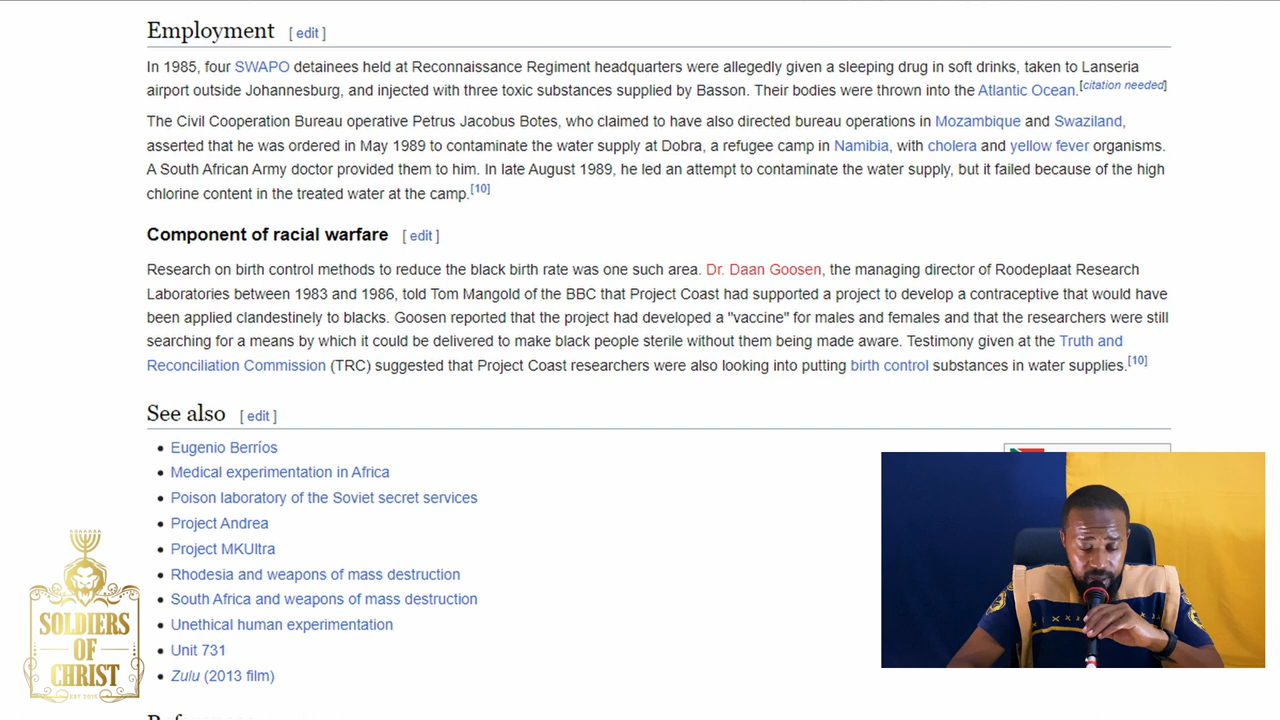 Employment [ edit ]
In 1985, four SWAPO detainees held at Reconnaissance Regiment headquarters were allegedly given a sleeping drug in soft drinks, taken to Lanseria
airport outside Johannesburg, and injected with three toxic substances supplied by Basson. Their bodies were thrown into the Atlantic Ocean.[citation needed]
The Civil Cooperation Bureau operative Petrus Jacobus Botes, who claimed to have also directed bureau operations in Mozambique and Swaziland,
asserted that he was ordered in May 1989 to contaminate the water supply at Dobra, a refugee camp in Namibia, with cholera and yellow fever organisms.
A South African Army doctor provided them to him. In late August 1989, he led an attempt to contaminate the water supply, but it failed because of the high
chlorine content in the treated water at the camp.[10]
Component of racial warfare [ edit ]
Research on birth control methods to reduce the black birth rate was one such area. Dr. Daan Goosen, the managing director of Roodeplaat Research
Laboratories between 1983 and 1986, told Tom Mangold of the BBC that Project Coast had supported a project to develop a contraceptive that would have
been applied clandestinely to blacks. Goosen reported that the project had developed a "vaccine" for males and females and that the researchers were still
searching for a means by which it could be delivered to make black people sterile without them being made aware. Testimony given at the Truth and
Reconciliation Commission (TRC) suggested that Project Coast researchers were also looking into putting birth control substances in water supplies.[10]
See also [ edit ]
Eugenio Berríos
Medical experimentation in Africa
Poison laboratory of the Soviet secret services
Project Andrea
Project MKUltra
Rhodesia and weapons of mass destruction
South Africa and weapons of mass destruction
Unethical human experimentation
Unit 731
Zulu (2013 film)
SOLDIERS
OF
CHRIST
EST 2015